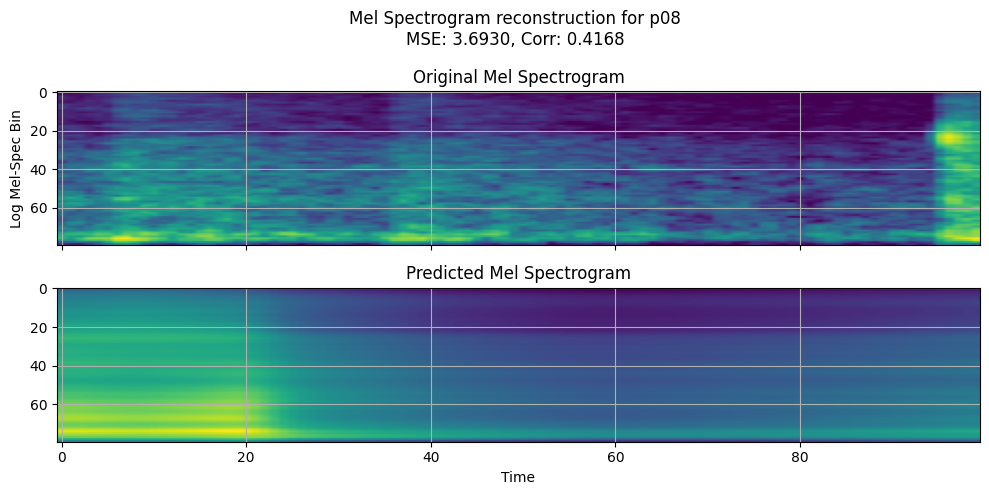 Mel Spectrogram reconstruction for p08
MSE: 3.6930, Corr: 0.4168
Original Mel Spectrogram
0
20
40
60
Log Mel-Spec Bin
Predicted Mel Spectrogram
0
20
40
60
0 20 40 60 80
Time